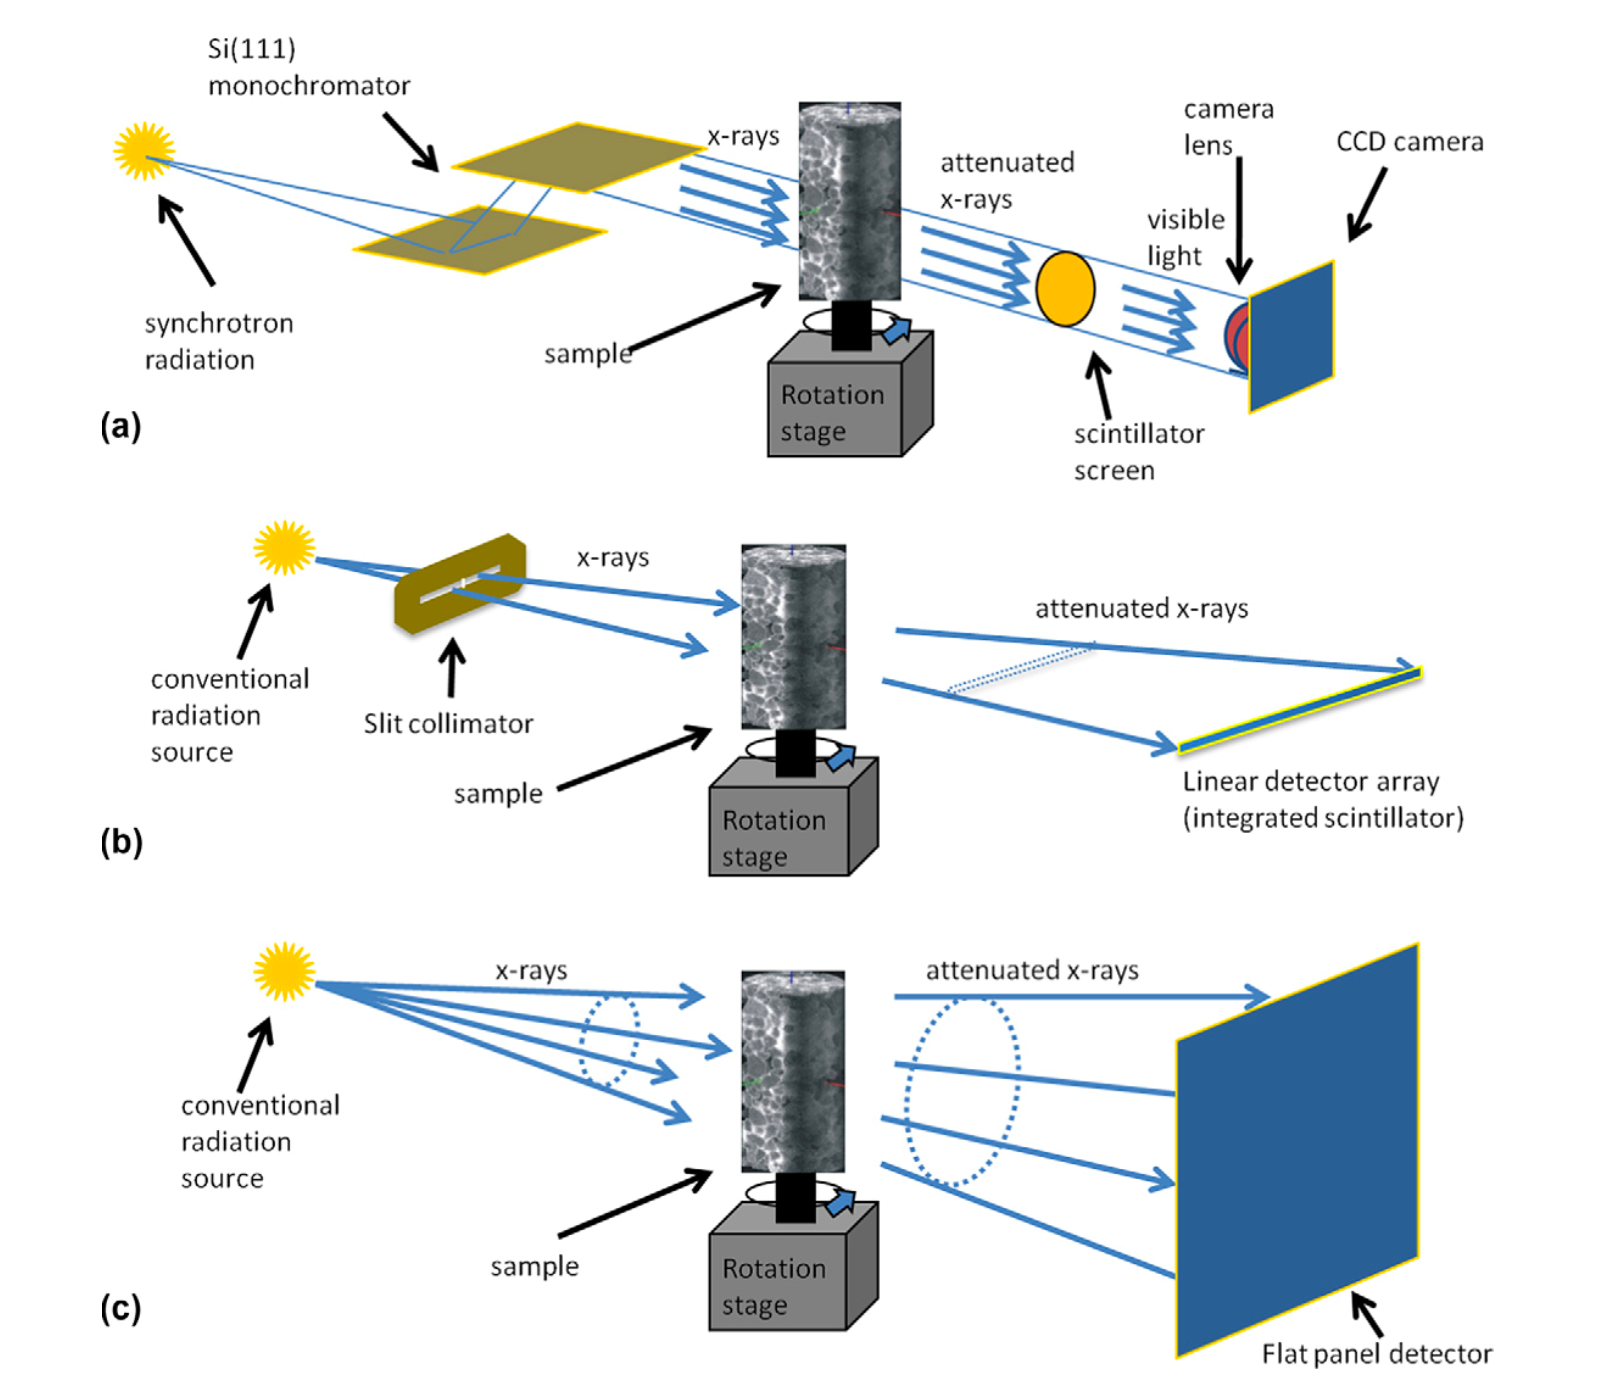 Si(111)
monochromator
x-rays
camera
lens
CCD camera
attenuated
x-rays
visible
light
synchrotron
radiation
sample
Rotation
stage
scintillator
screen
(a)
x-rays
attenuated x-rays
conventional
radiation
source
Slit collimator
sample
Rotation
stage
Linear detector array
(integrated scintillator)
(b)
x-rays
attenuated x-rays
conventional
radiation
source
sample
Rotation
stage
(c)
Flat panel detector